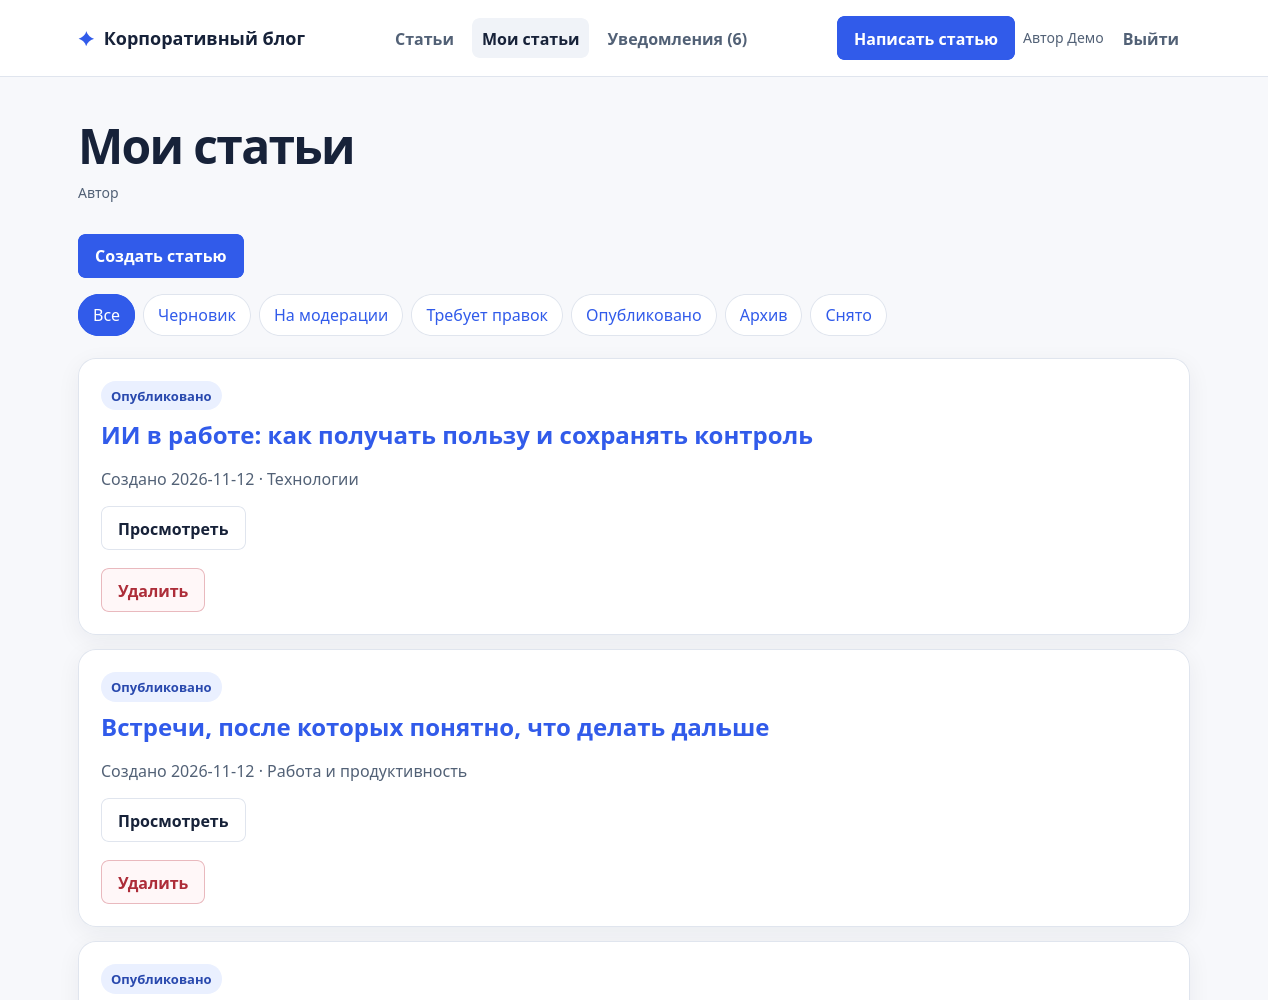 ✦ Корпоративный блог
Статьи
Мои статьи
Уведомления (6)
Написать статью
Автор Демо
Выйти
Мои статьи
Автор
Создать статью
Все
Черновик
На модерации
Требует правок
Опубликовано
Архив
Снято
Опубликовано
ИИ в работе: как получать пользу и сохранять контроль
Создано 2026-11-12 · Технологии
Просмотреть
Удалить
Опубликовано
Встречи, после которых понятно, что делать дальше
Создано 2026-11-12 · Работа и продуктивность
Просмотреть
Удалить
Опубликовано